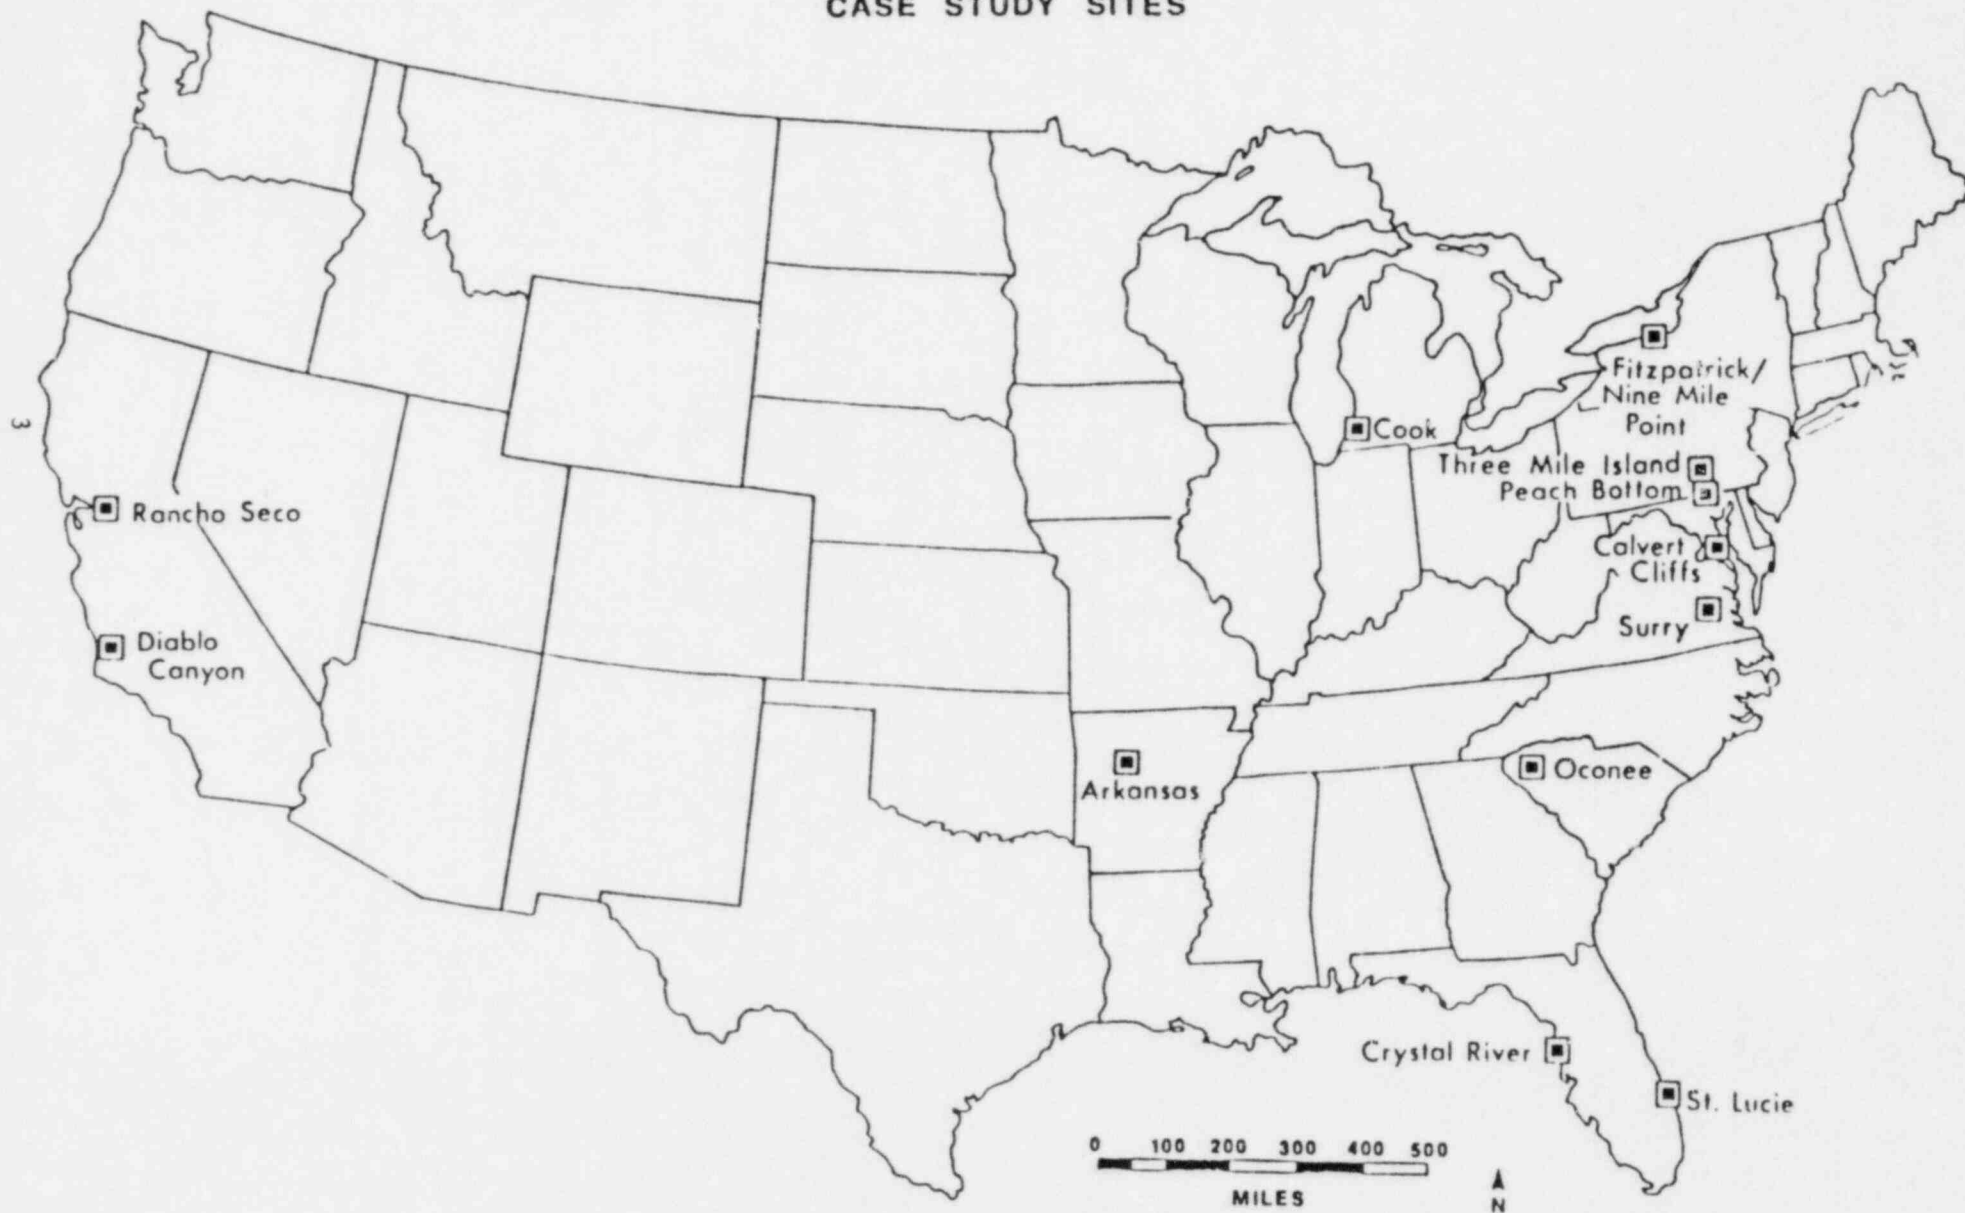 CASE STUDY SITES
Fitzpatrick/
Nine Mile
Point
Cook
Three Mile Island
Peach Bottom
3
Rancho Seco
Calvert
Cliffs
Surry
Diablo
Canyon
Arkansas
Oconee
Crystal River
St. Lucie
0 100 200 300 400 500
MILES
N